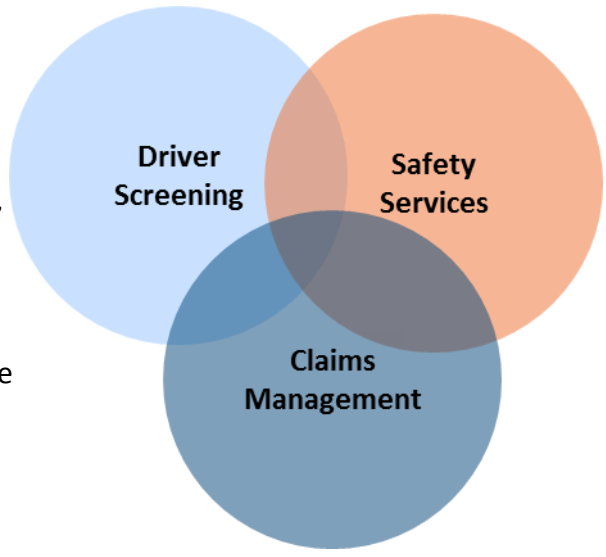 Driver
Screening
Safety
Services
,
e
Claims
Management